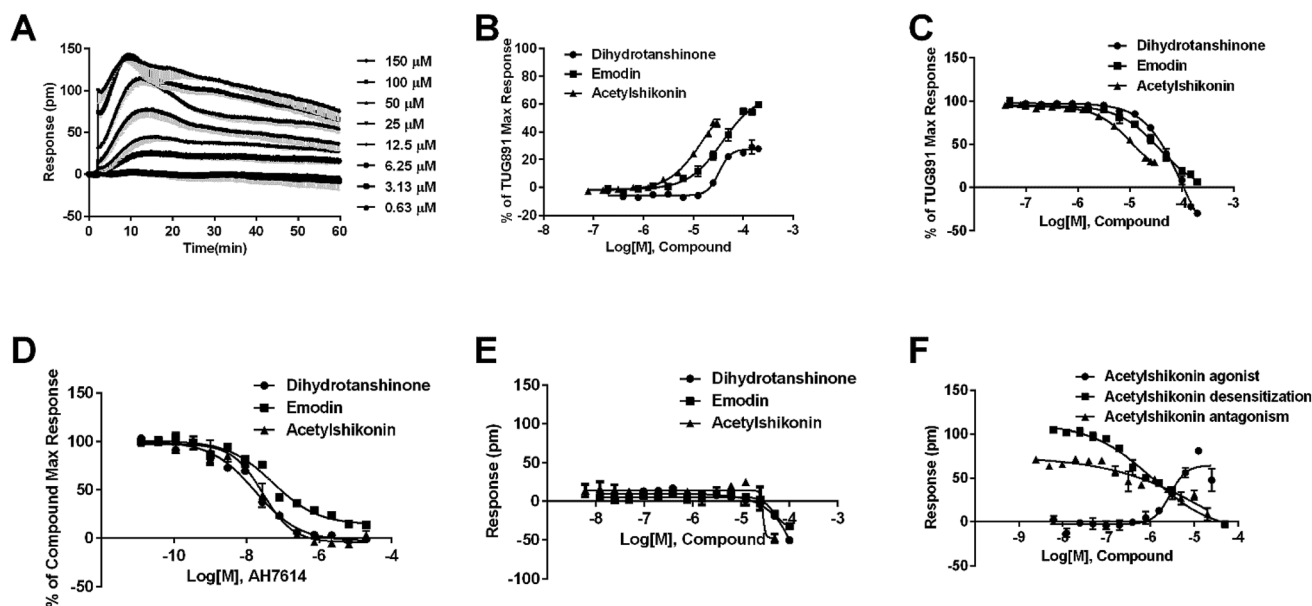 A
Response (pm)
150
100
50
0
-50
0
10
20
30
40
50
60
Time(min)
150 µM
100 µM
50 µM
25 µM
12.5 µM
6.25 µM
3.13 µM
0.63 µM
B
% of TUG891 Max Response
Dihydrotanshinone
Emodin
Acetylshikonin
80
60
40
20
0
-20
-8
-7
-6
-5
-4
-3
Log[M], Compound
C
% of TUG891 Max Response
Dihydrotanshinone
Emodin
Acetylshikonin
150
100
50
0
-50
-7
-6
-5
-4
-3
Log[M], Compound
D
% of Compound Max Response
Dihydrotanshinone
Emodin
Acetylshikonin
150
100
50
0
-50
-10
-8
-6
-4
Log[M], AH7614
E
Response (pm)
Dihydrotanshinone
Emodin
Acetylshikonin
150
100
50
0
-50
-100
-8
-7
-6
-5
-4
-3
Log[M], Compound
F
Response (pm)
Acetylshikonin agonist
Acetylshikonin desensitization
Acetylshikonin antagonism
150
100
50
0
-50
-9
-8
-7
-6
-5
-4
Log[M], Compound